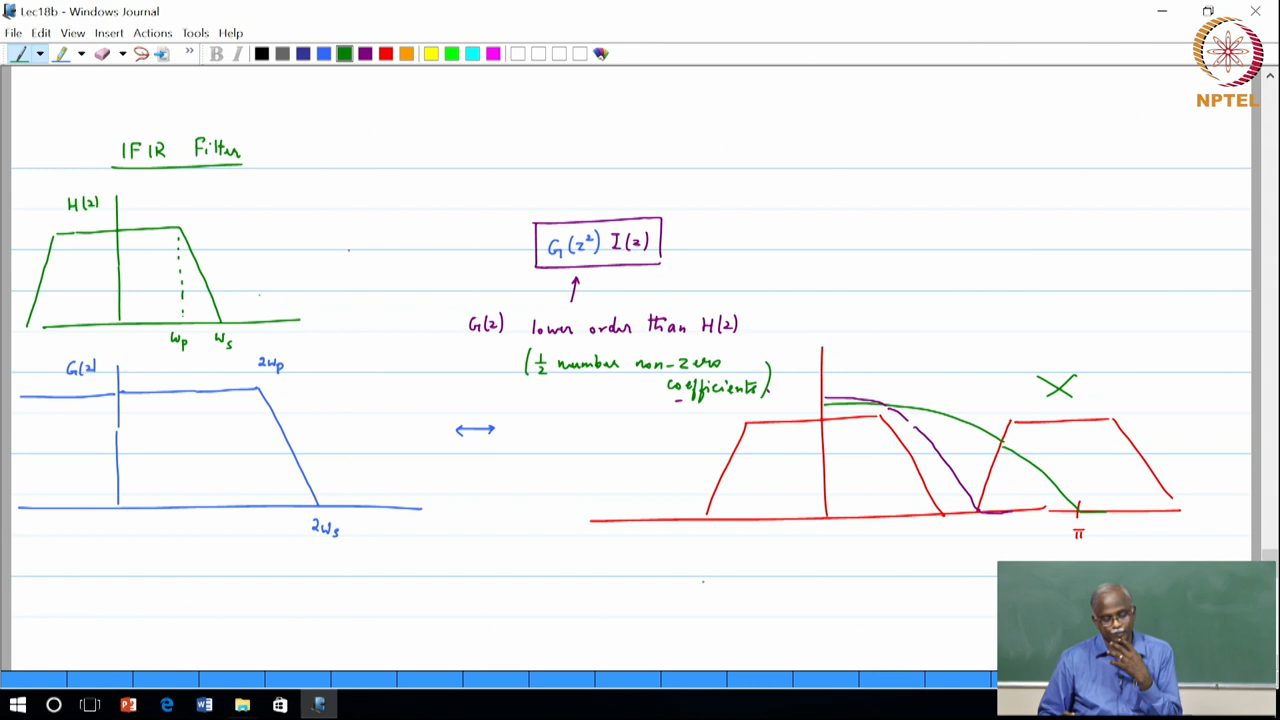 Lec18b - Windows Journal
File Edit View Insert Actions Tools Help
B I
NPTEL
IFIR Filter
H(z)
ωp ωs
G(z)
2ωp
2ωs
G(z²) I(z)
G(z) lower order than H(z)
(½ number non-zero
coefficients)
π